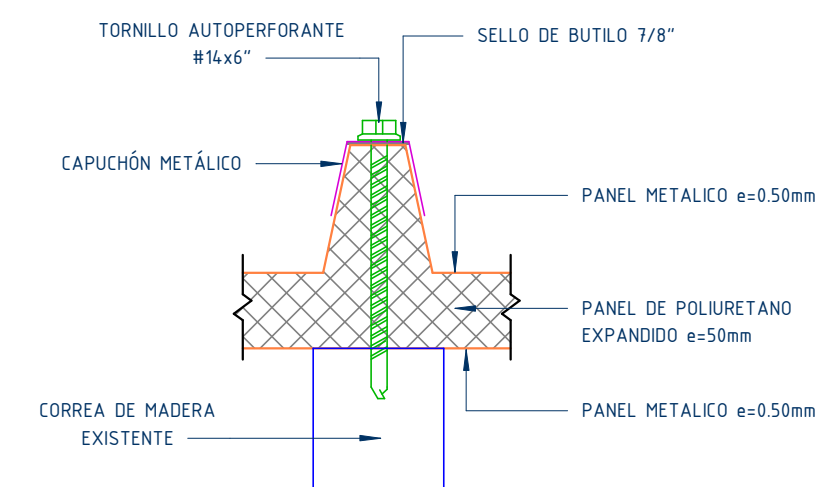 TORNILLO AUTOPERFORANTE
#14x6"
SELLO DE BUTILO 7/8"
CAPUCHÓN METÁLICO
PANEL METALICO e=0.50mm
PANEL DE POLIURETANO
EXPANDIDO e=50mm
CORREA DE MADERA
EXISTENTE
PANEL METALICO e=0.50mm